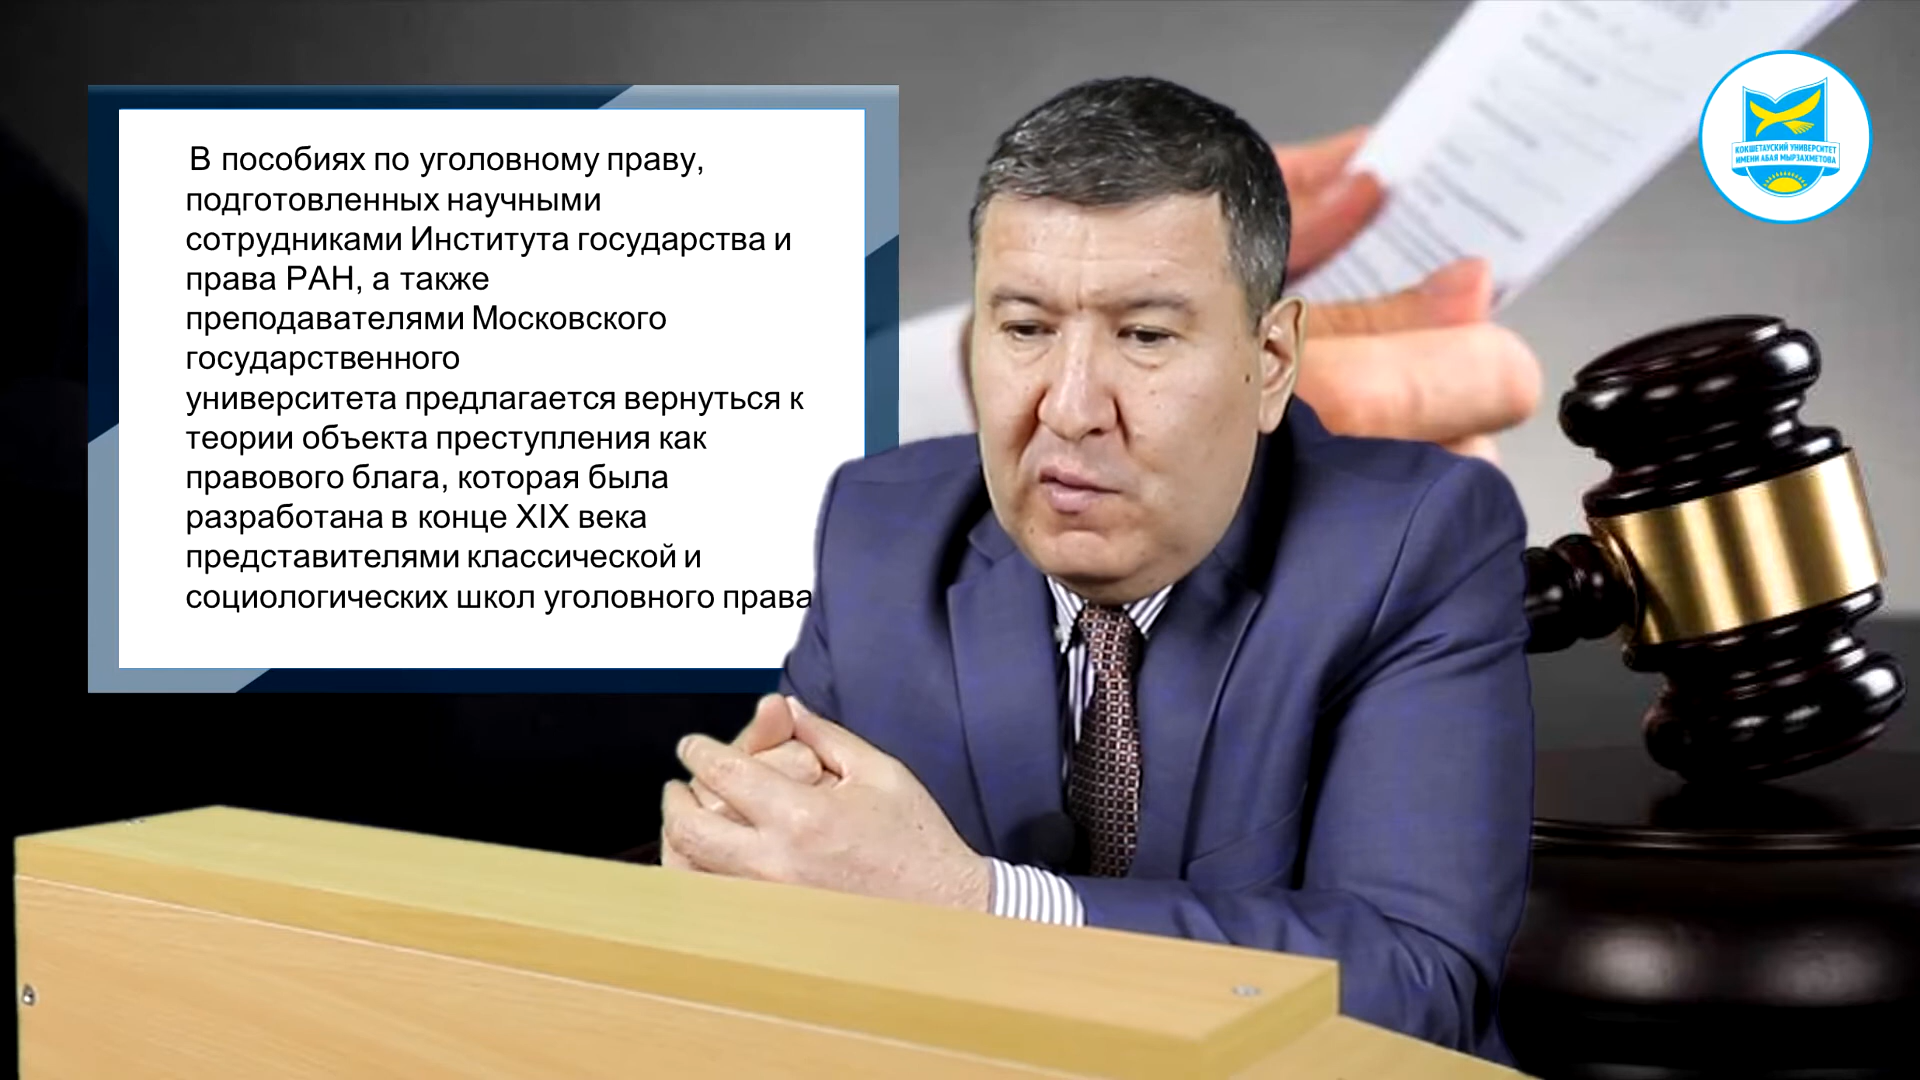 В пособиях по уголовному праву,
подготовленных научными
сотрудниками Института государства и
права РАН, а также
преподавателями Московского
государственного
университета предлагается вернуться к
теории объекта преступления как
правового блага, которая была
разработана в конце XIX века
представителями классической и
социологических школ уголовного права
КОКШЕТАУСКИЙ УНИВЕРСИТЕТ
ИМЕНИ АБАЯ МЫРЗАХМЕТОВА